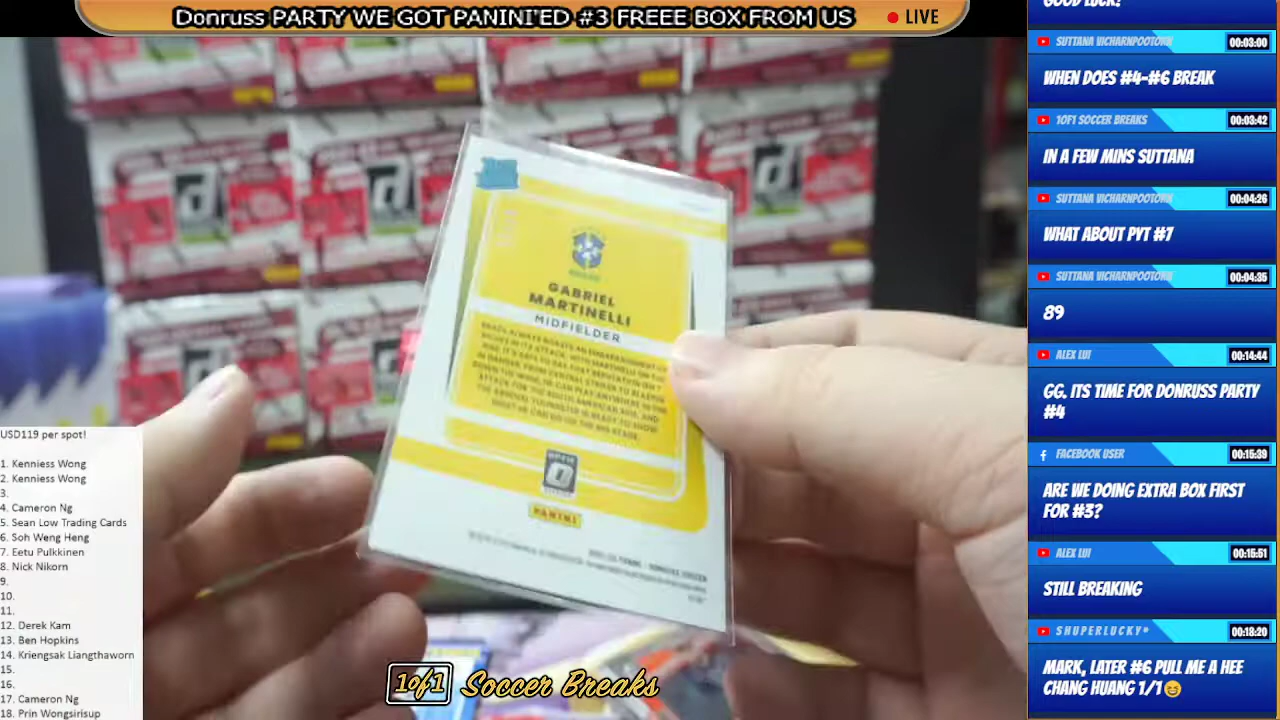 Donruss PARTY WE GOT PANINI'ED #3 FREEE BOX FROM US
LIVE
GABRIEL
MARTINELLI
MIDFIELDER
PANINI
USD119 per spot!
1. Kenniess Wong
2. Kenniess Wong
3.
4. Cameron Ng
5. Sean Low Trading Cards
6. Soh Weng Heng
7. Eetu Pulkkinen
8. Nick Nikorn
9.
10.
11.
12. Derek Kam
13. Ben Hopkins
14. Kriengsak Liangthaworn
15.
16.
17. Cameron Ng
18. Prin Wongsirisup
1of1 Soccer Breaks
GOOD LUCK?
SUTTANA VICHARNPOOTORN 00:03:00
WHEN DOES #4-#6 BREAK
1OF1 SOCCER BREAKS 00:03:42
IN A FEW MINS SUTTANA
SUTTANA VICHARNPOOTORN 00:04:26
WHAT ABOUT PYT #7
SUTTANA VICHARNPOOTORN 00:04:35
89
ALEX LUI 00:14:44
GG. ITS TIME FOR DONRUSS PARTY
#4
FACEBOOK USER 00:15:39
ARE WE DOING EXTRA BOX FIRST
FOR #3?
ALEX LUI 00:15:51
STILL BREAKING
SHUPERLUCKY® 00:18:20
MARK, LATER #6 PULL ME A HEE
CHANG HUANG 1/1😄